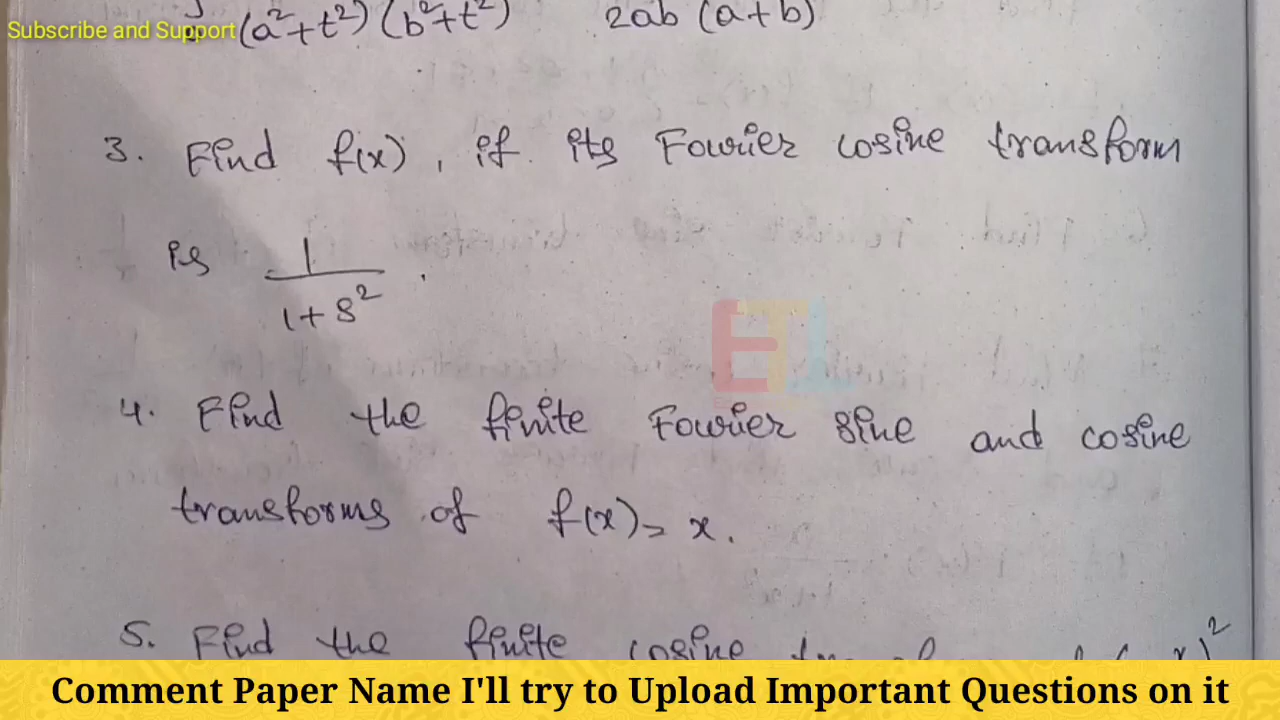 (a²+t²) (b²+t²) 2ab (a+b)
Subscribe and Support
3. Find f(x), if its Fourier cosine transform
is 1/(1+s²).
ETL
4. Find the finite Fourier sine and cosine
transforms of f(x) = x.
5. Find the finite cosine
Comment Paper Name I'll try to Upload Important Questions on it